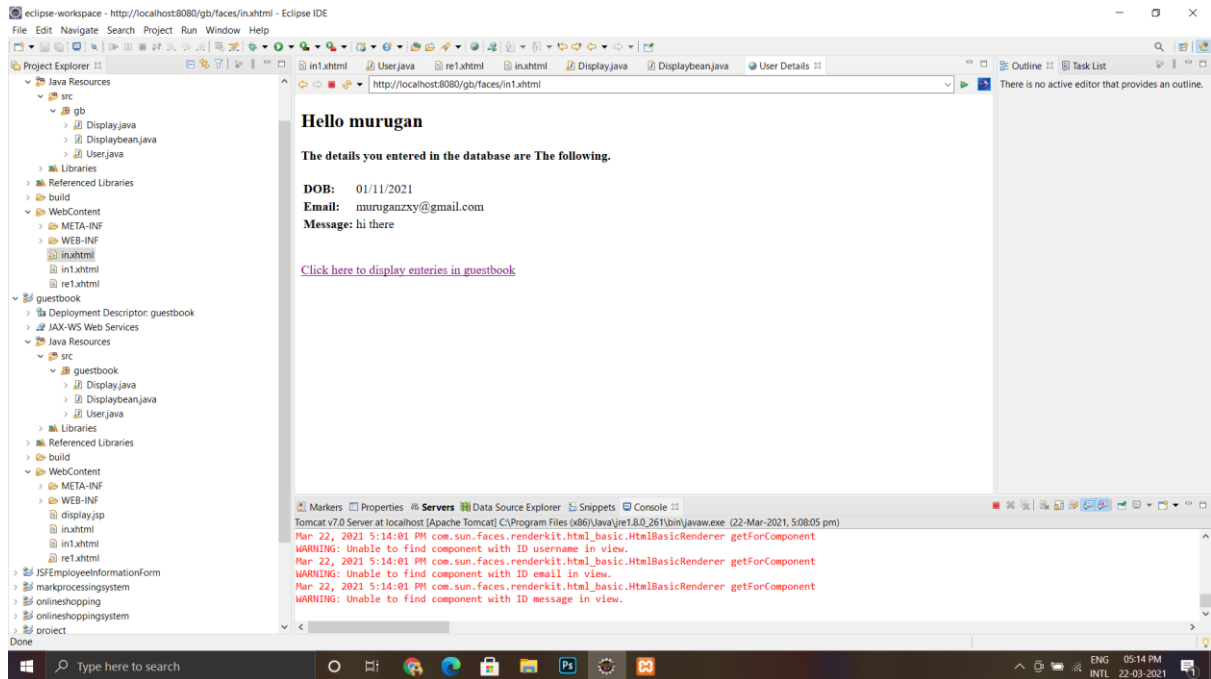 eclipse-workspace - http://localhost:8080/gb/faces/in.xhtml - Eclipse IDE
File Edit Navigate Search Project Run Window Help
Project Explorer
Java Resources
src
gb
Display.java
Displaybean.java
User.java
Libraries
Referenced Libraries
build
WebContent
META-INF
WEB-INF
in.xhtml
in1.xhtml
re1.xhtml
guestbook
Deployment Descriptor: guestbook
JAX-WS Web Services
Java Resources
src
guestbook
Display.java
Displaybean.java
User.java
Libraries
Referenced Libraries
build
WebContent
META-INF
WEB-INF
display.jsp
in.xhtml
in1.xhtml
re1.xhtml
JSFEmployeeInformationForm
markprocessingsystem
onlineshopping
onlineshoppingsystem
project
in1.xhtml User.java re1.xhtml in.xhtml Display.java Displaybean.java User Details
http://localhost:8080/gb/faces/in1.xhtml
Hello murugan
The details you entered in the database are The following.
DOB: 01/11/2021
Email: muruganzxy@gmail.com
Message: hi there
Click here to display enteries in guestbook
Outline Task List
There is no active editor that provides an outline.
Markers Properties Servers Data Source Explorer Snippets Console
Tomcat v7.0 Server at localhost [Apache Tomcat] C:\Program Files (x86)\Java\jre1.8.0_261\bin\javaw.exe (22-Mar-2021, 5:08:05 pm)
Mar 22, 2021 5:14:01 PM com.sun.faces.renderkit.html_basic.HtmlBasicRenderer getForComponent
WARNING: Unable to find component with ID username in view.
Mar 22, 2021 5:14:01 PM com.sun.faces.renderkit.html_basic.HtmlBasicRenderer getForComponent
WARNING: Unable to find component with ID email in view.
Mar 22, 2021 5:14:01 PM com.sun.faces.renderkit.html_basic.HtmlBasicRenderer getForComponent
WARNING: Unable to find component with ID message in view.
Done
Type here to search
Ps
ENG 05:14 PM
INTL 22-03-2021